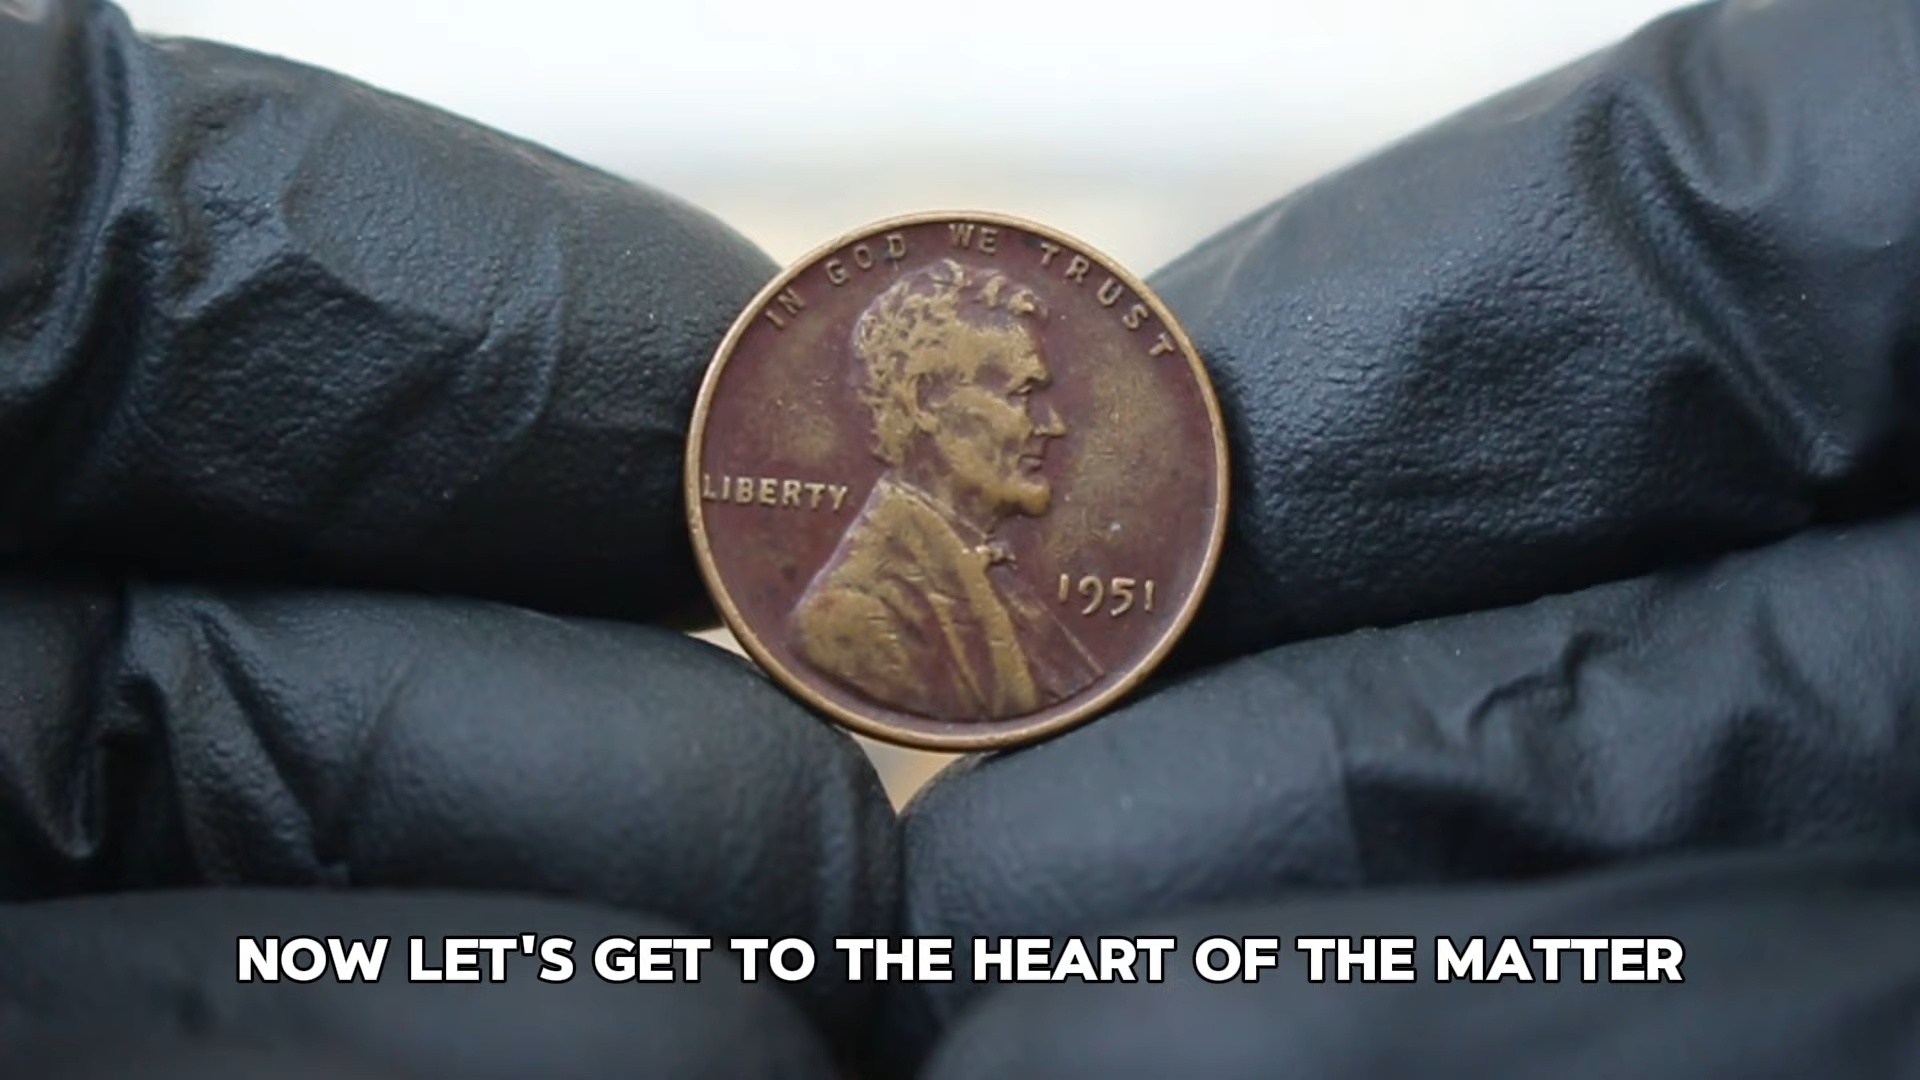 IN GOD WE TRUST
LIBERTY
1951
NOW LET'S GET TO THE HEART OF THE MATTER